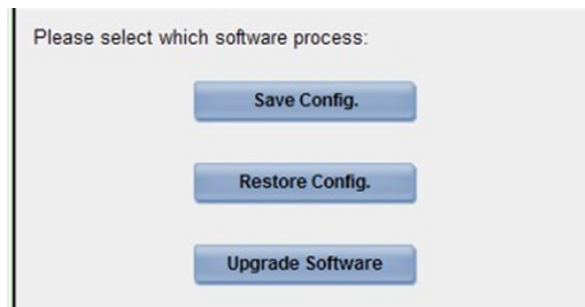 Please select which software process:
Save Config.
Restore Config.
Upgrade Software